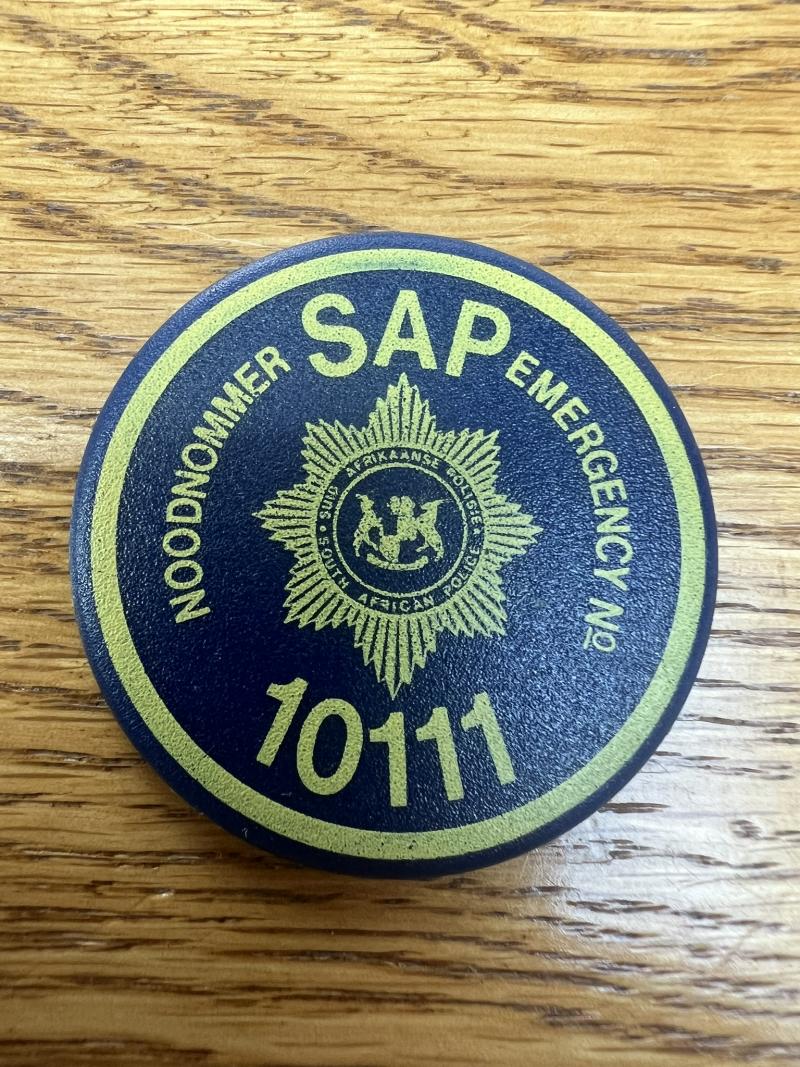 SAP
NOODNOMMER
EMERGENCY No
SUID AFRIKAANSE POLISIE
SOUTH AFRICAN POLICE
10111